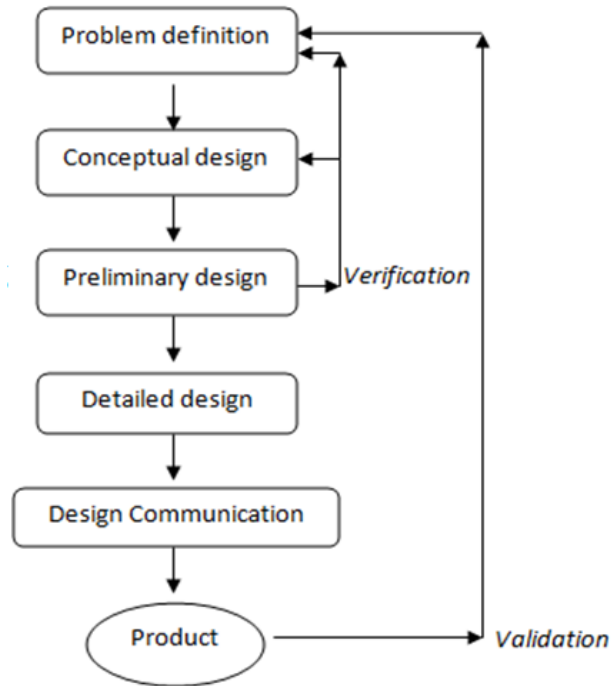 Problem definition
Conceptual design
Preliminary design
Verification
Detailed design
Design Communication
Product
Validation